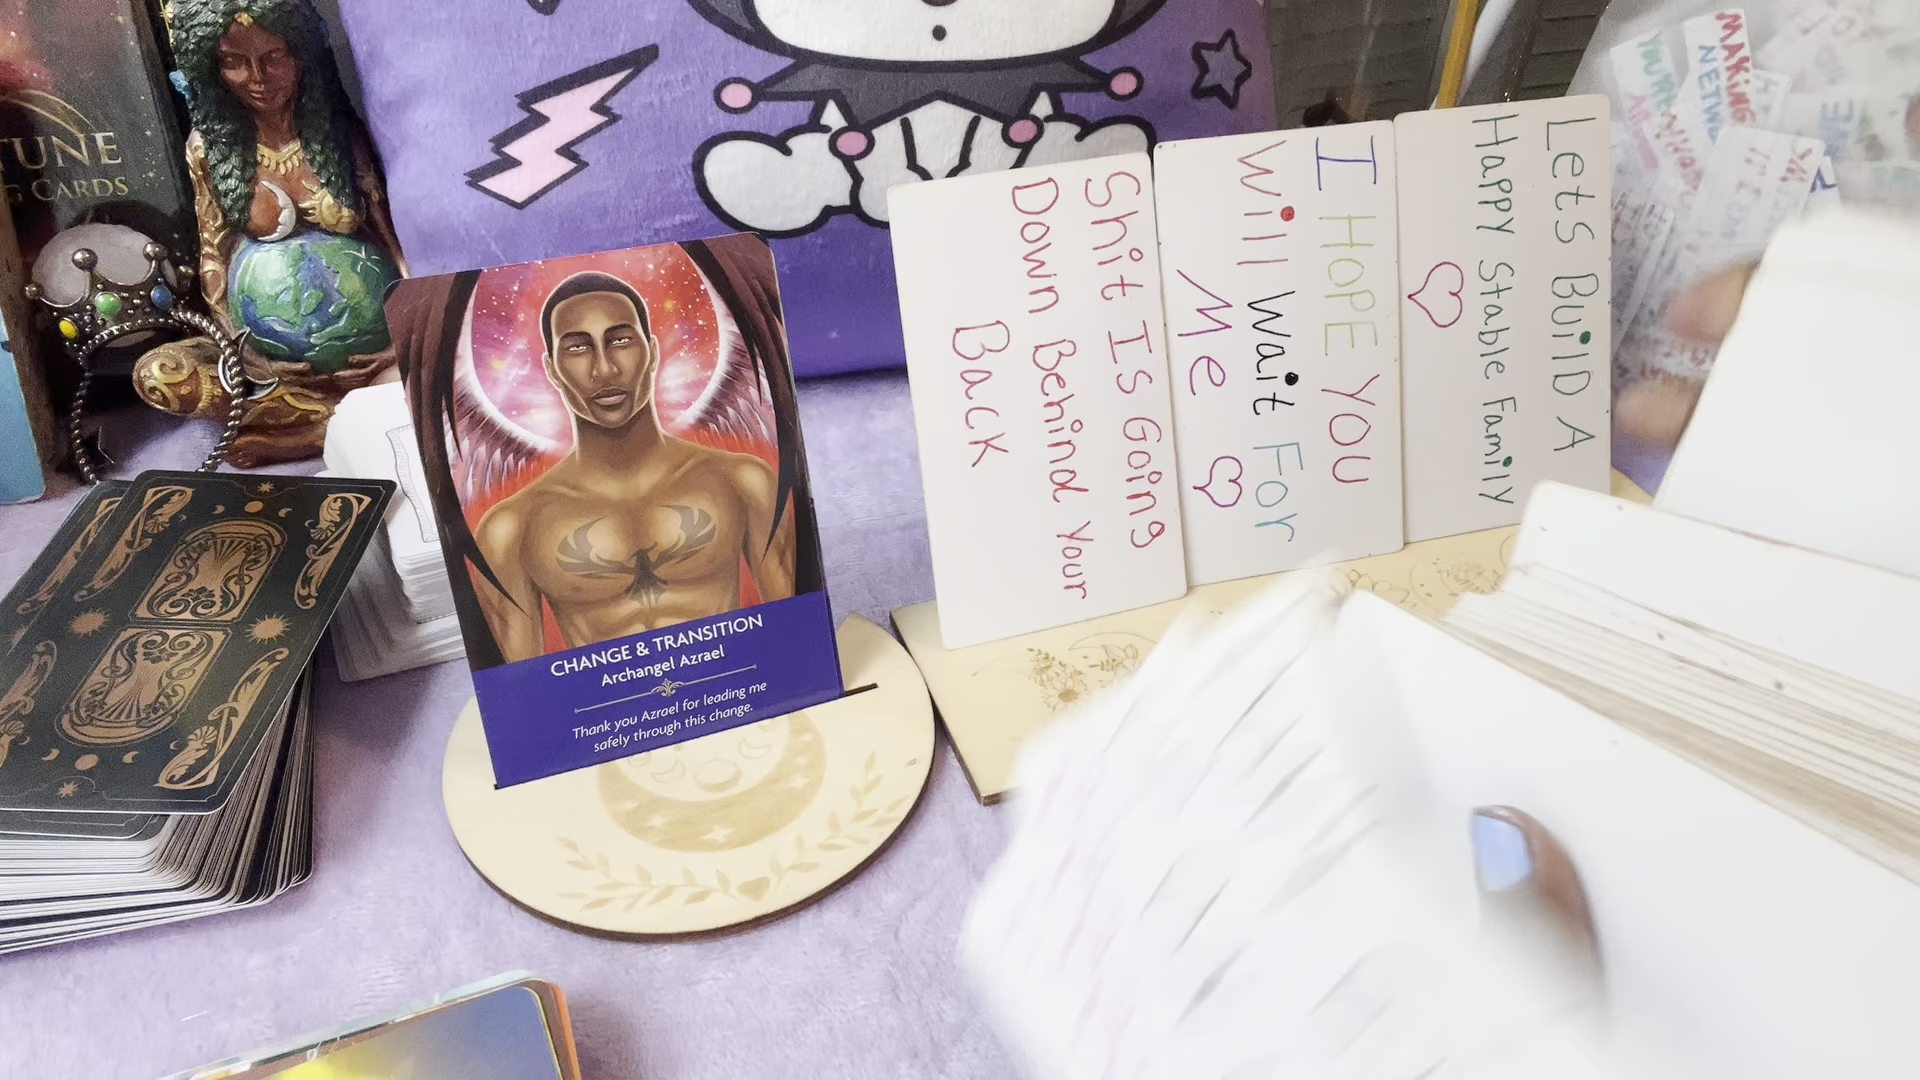 TUNE
G CARDS
CHANGE & TRANSITION
Archangel Azrael
Thank you Azrael for leading me
safely through this change.
Shit Is Going
Down Behind Your
Back
I HOPE YOU
Will Wait For
Me
Lets Build A
Happy Stable Family
MAKING